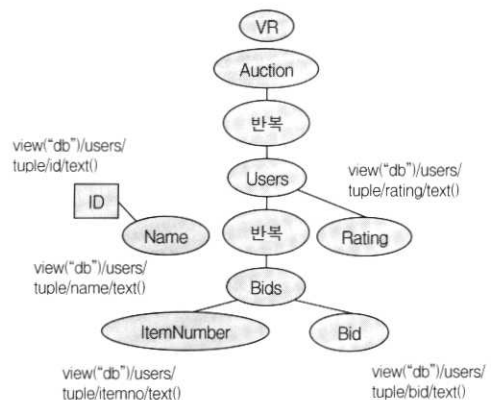 VR
Auction
반복
view("db")/users/
tuple/id/text()
Users
view("db")/users/
tuple/rating/text()
ID
Name
반복
Rating
view("db")/users/
tuple/name/text()
Bids
ItemNumber
Bid
view("db")/users/
tuple/itemno/text()
view("db")/users/
tuple/bid/text()